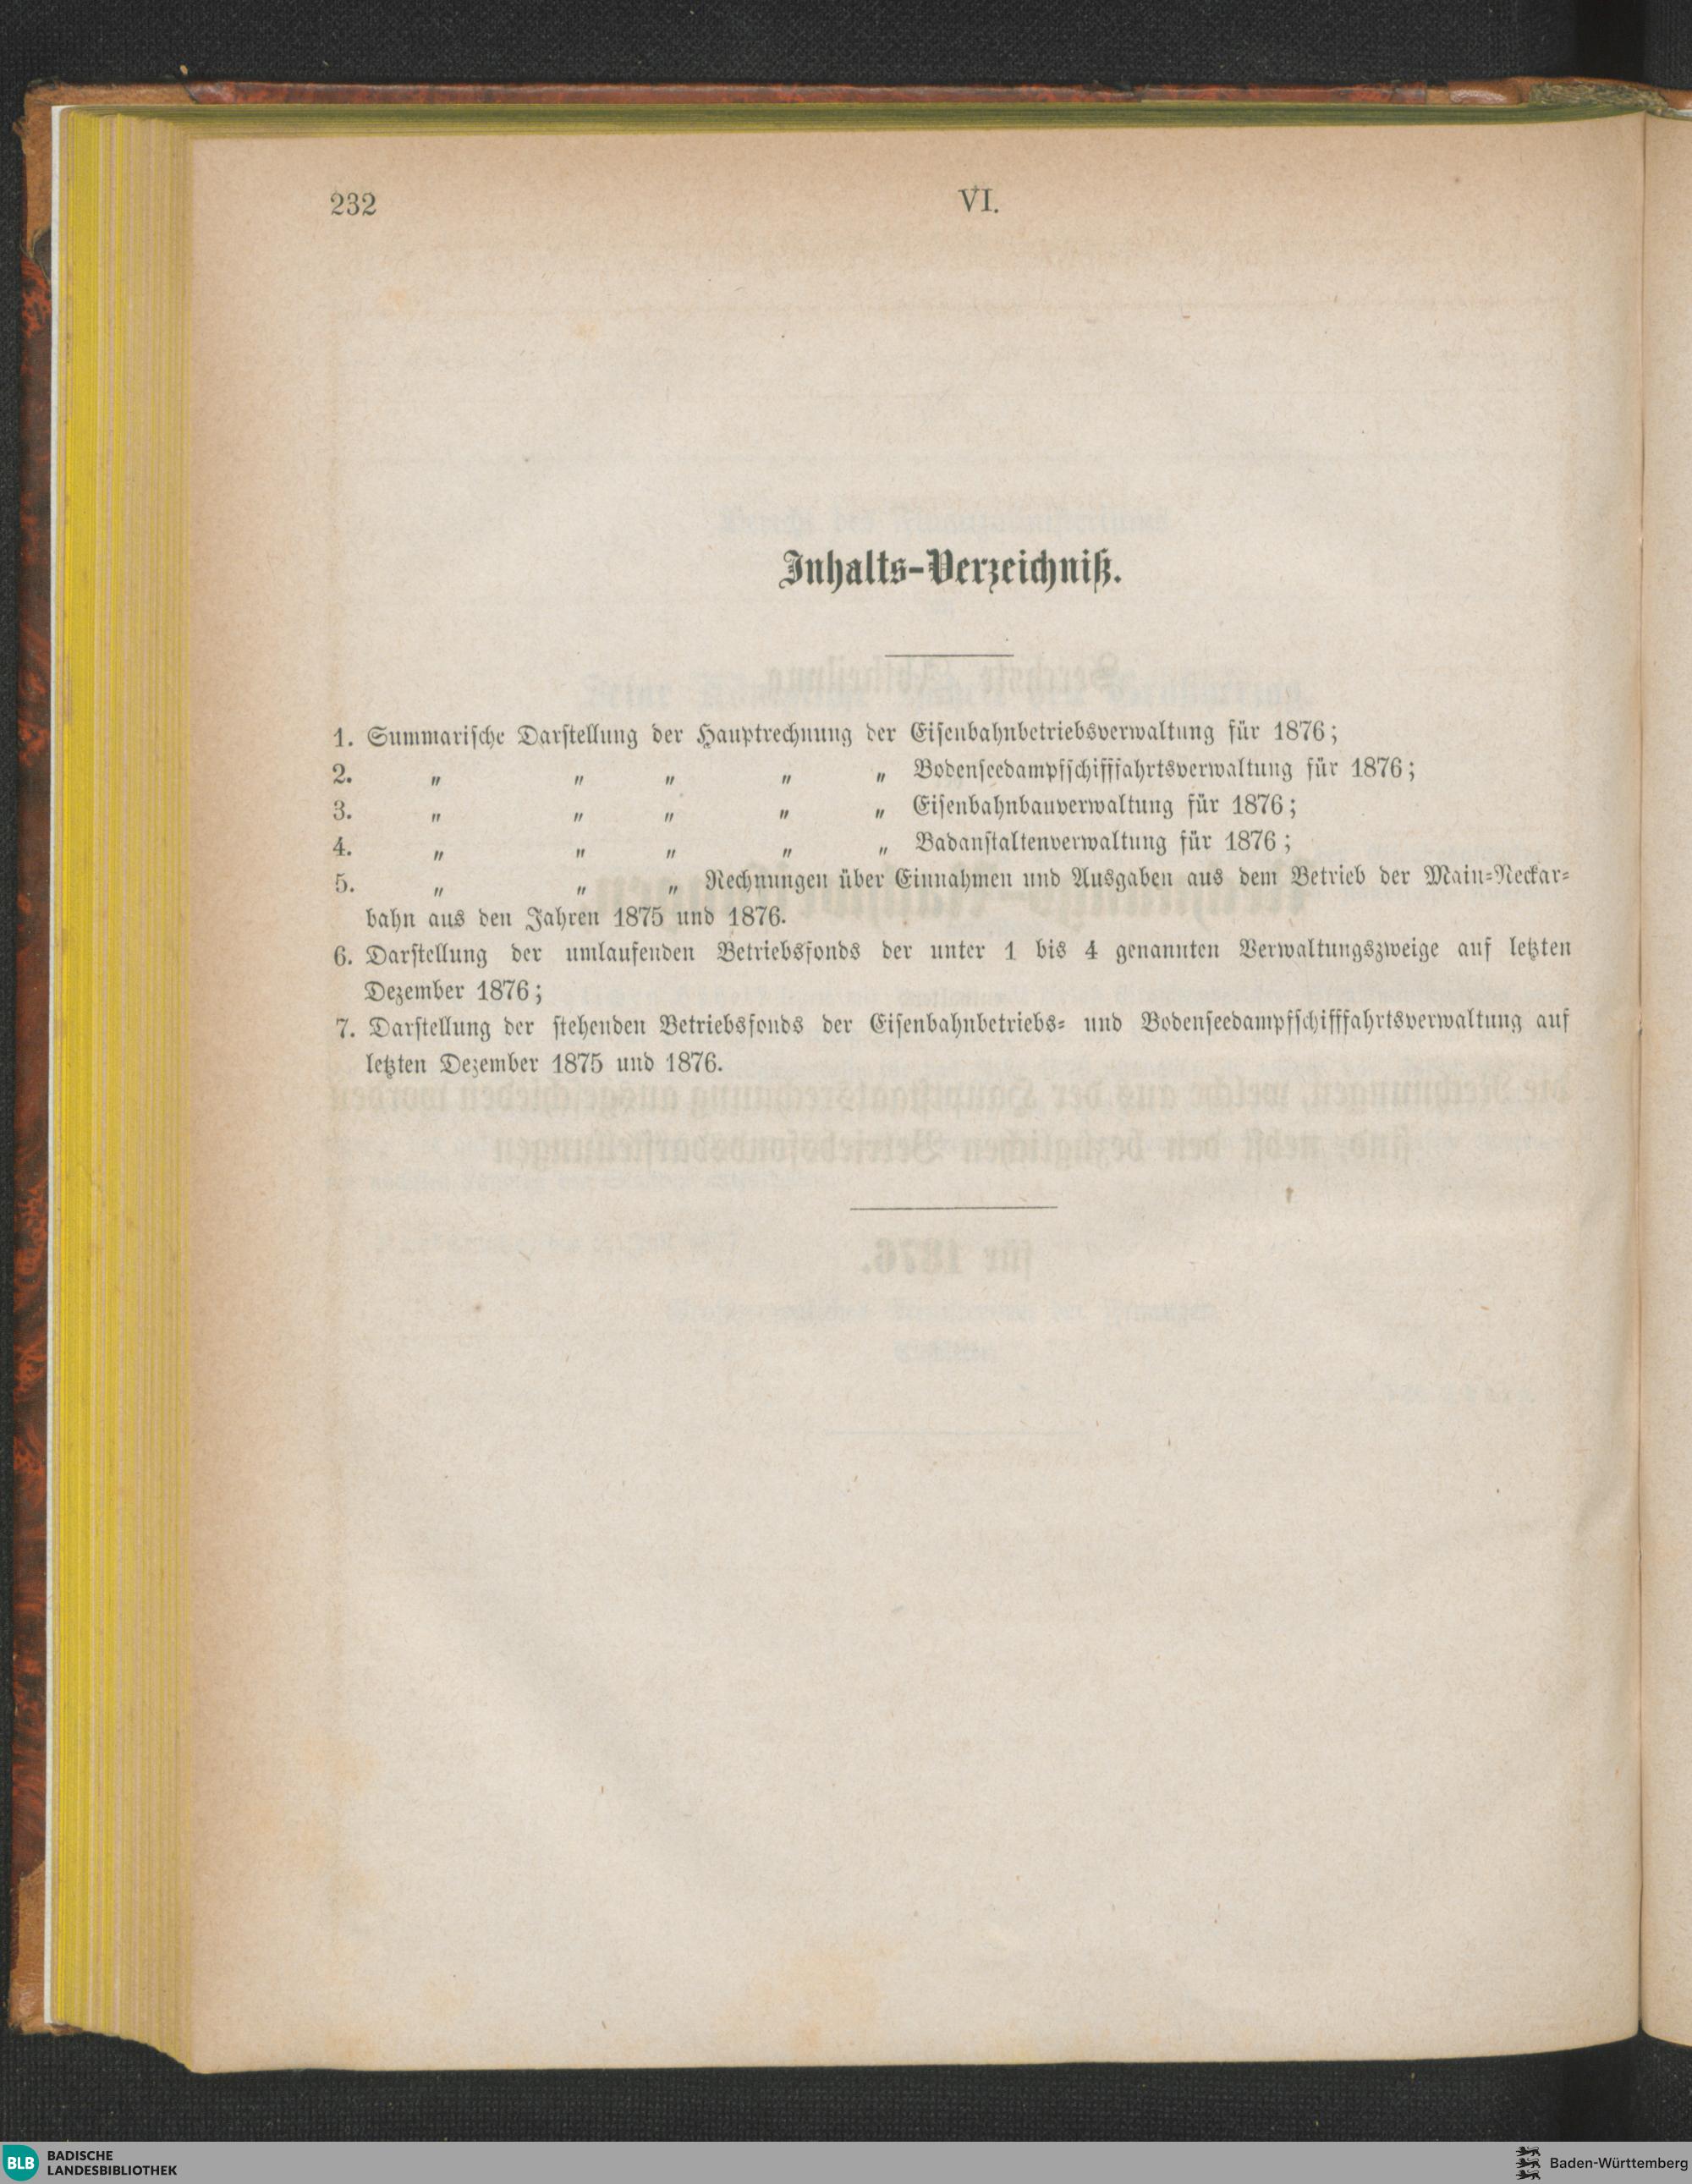 232
VI.
Inhalts-Verzeichniß.
1. Summarische Darstellung der Hauptrechnung der Eisenbahnbetriebsverwaltung für 1876;
2. " " " " " Bodenseedampfschifffahrtsverwaltung für 1876;
3. " " " " " Eisenbahnbauverwaltung für 1876;
4. " " " " " Badanstaltenverwaltung für 1876;
5. " " " Rechnungen über Einnahmen und Ausgaben aus dem Betrieb der Main-Neckar-
bahn aus den Jahren 1875 und 1876.
6. Darstellung der umlaufenden Betriebsfonds der unter 1 bis 4 genannten Verwaltungszweige auf letzten
Dezember 1876;
7. Darstellung der stehenden Betriebsfonds der Eisenbahnbetriebs- und Bodenseedampfschifffahrtsverwaltung auf
letzten Dezember 1875 und 1876.
BLB BADISCHE
LANDESBIBLIOTHEK
Baden-Württemberg